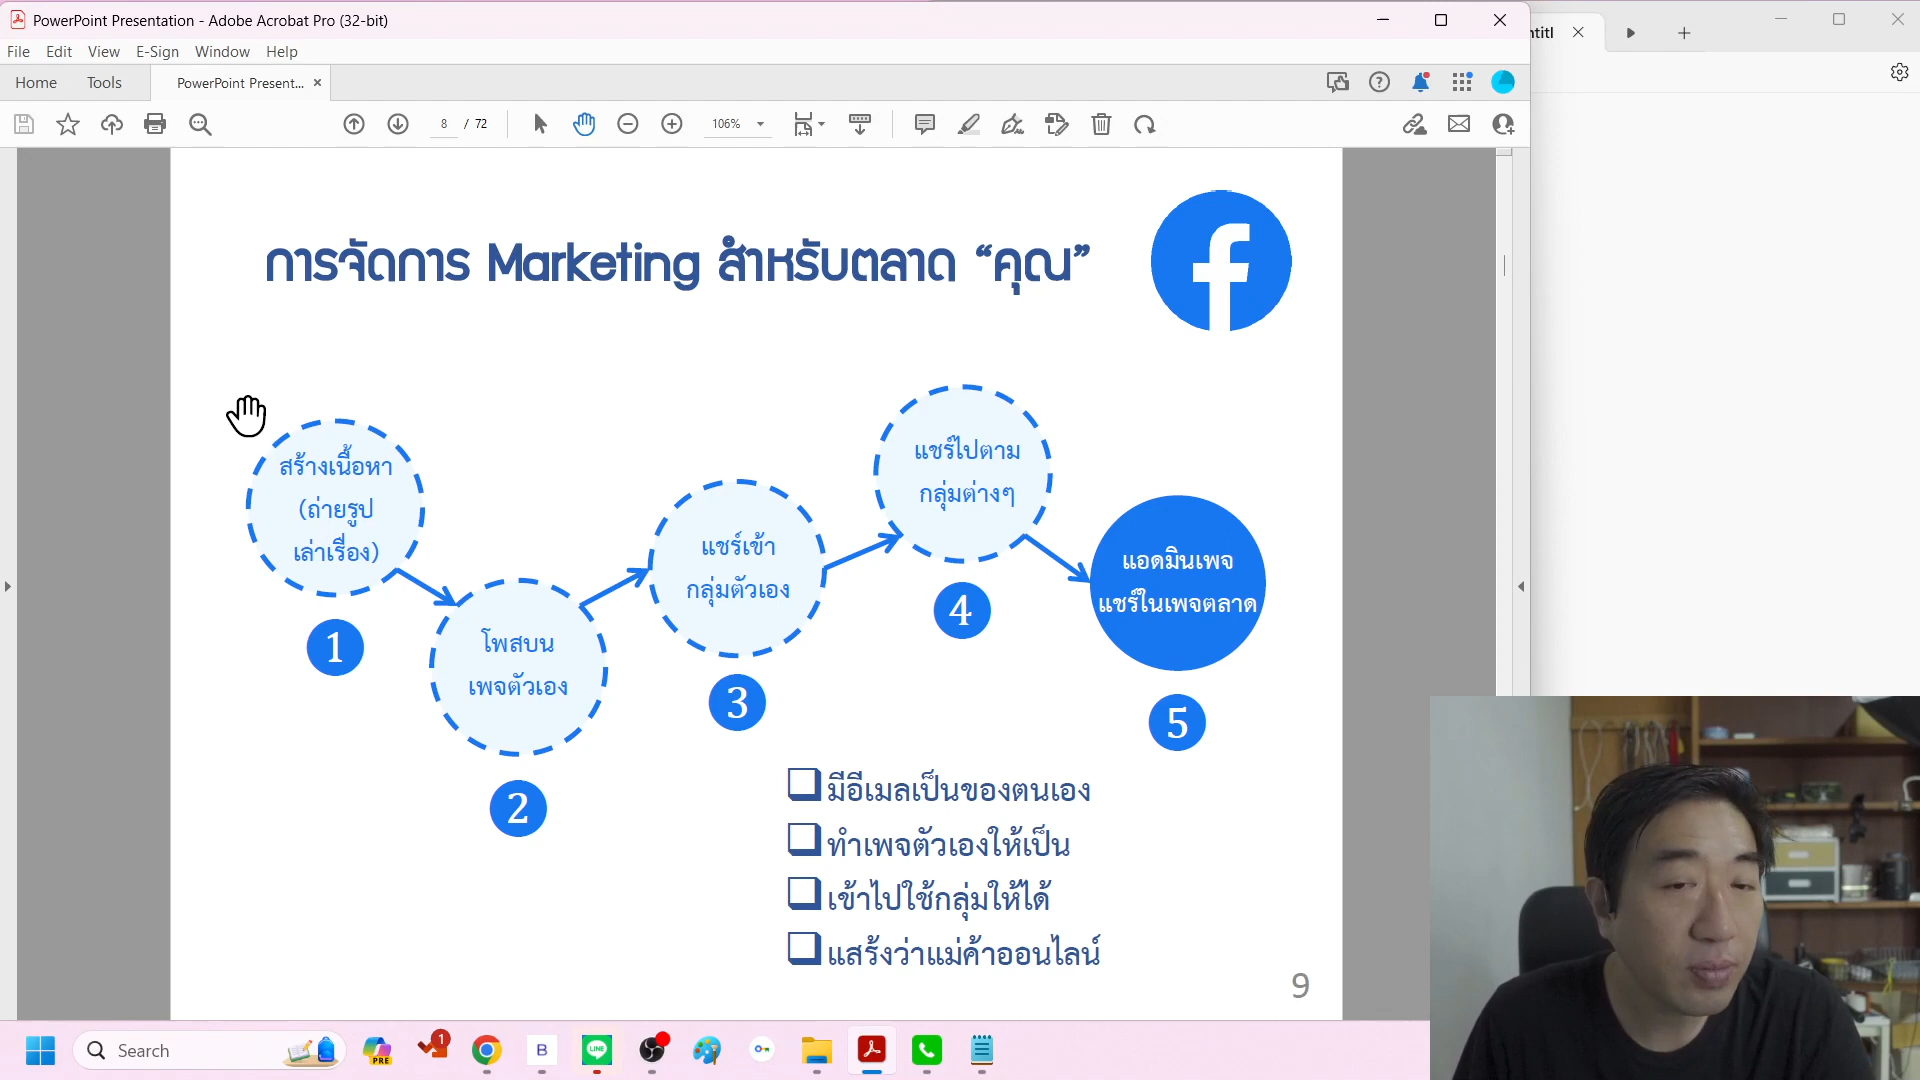 PowerPoint Presentation - Adobe Acrobat Pro (32-bit)
File Edit View E-Sign Window Help
Home Tools PowerPoint Present...
8 / 72 106%
การจัดการ Marketing สำหรับตลาด “คุณ”
สร้างเนื้อหา
(ถ่ายรูป
เล่าเรื่อง)
1
โพสบน
เพจตัวเอง
2
แชร์เข้า
กลุ่มตัวเอง
3
แชร์ไปตาม
กลุ่มต่างๆ
4
แอดมินเพจ
แชร์ในเพจตลาด
5
มีอีเมลเป็นของตนเอง
ทำเพจตัวเองให้เป็น
เข้าไปใช้กลุ่มให้ได้
แสร้งว่าแม่ค้าออนไลน์
9
Search
PRE
1
B
LINE